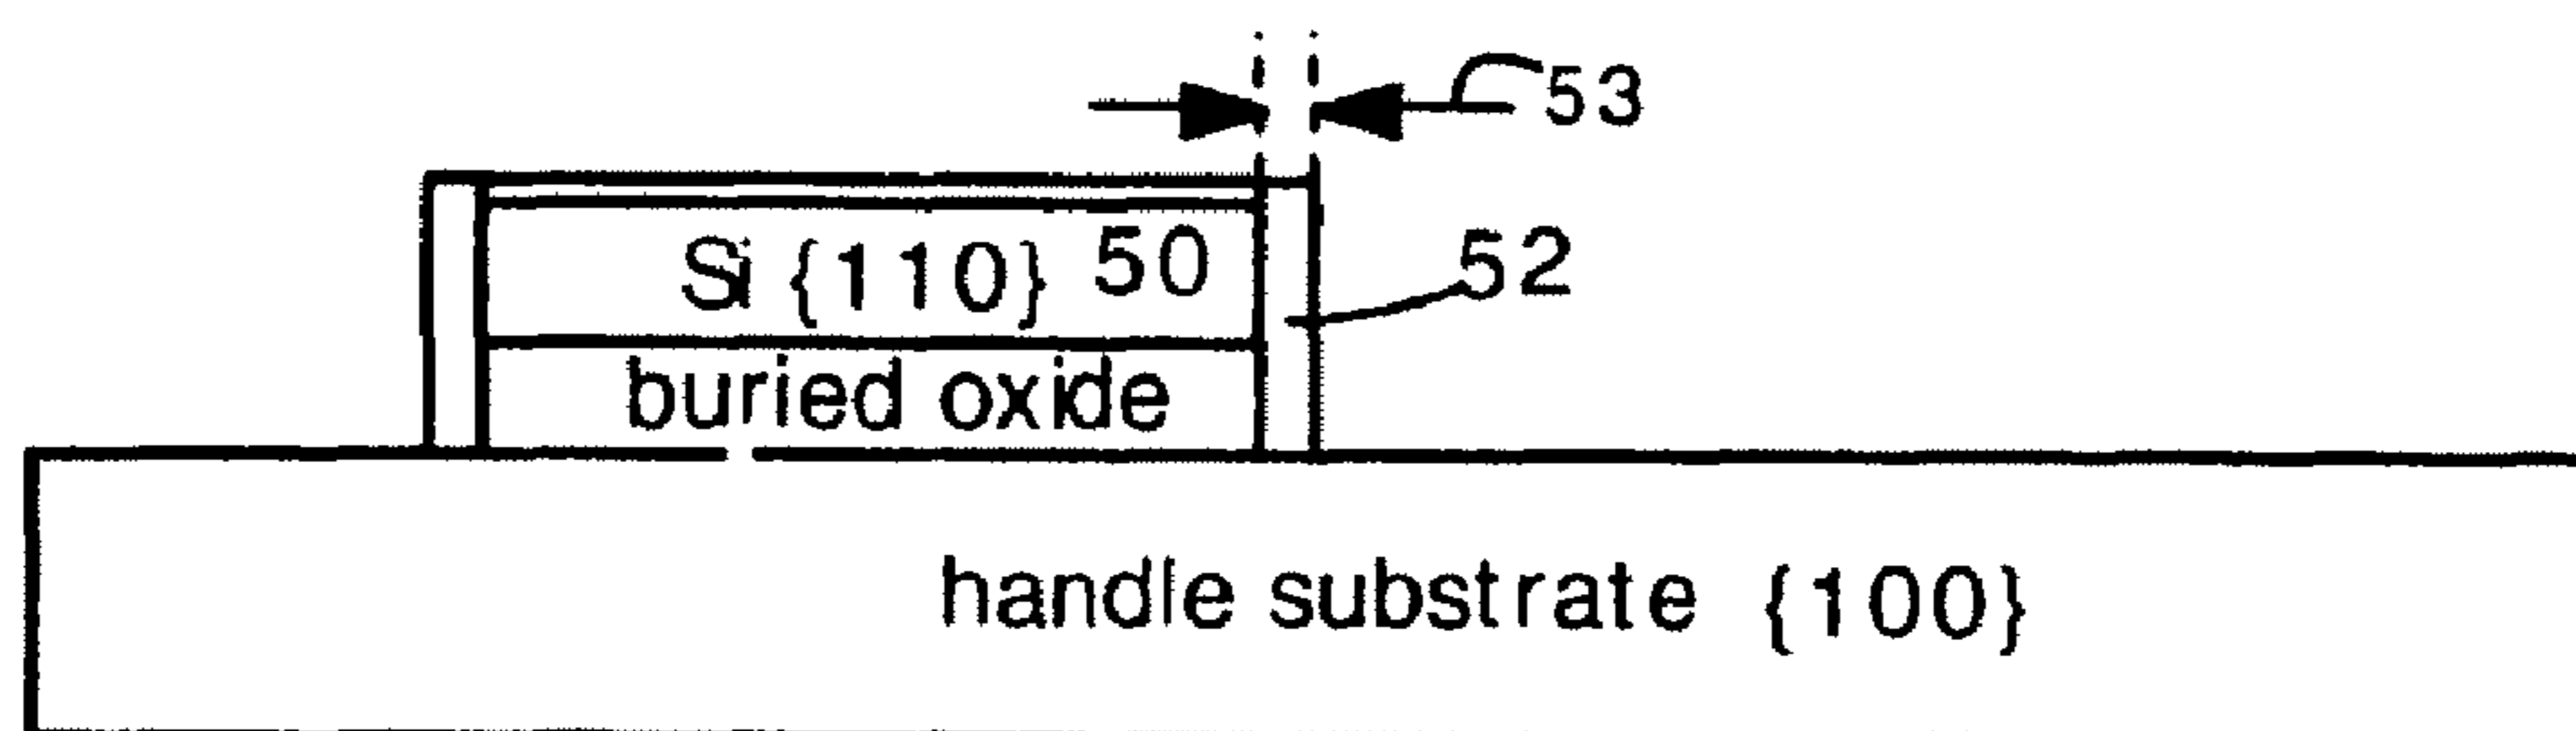 53
Si {110} 50
52
buried oxide
handle substrate {100}